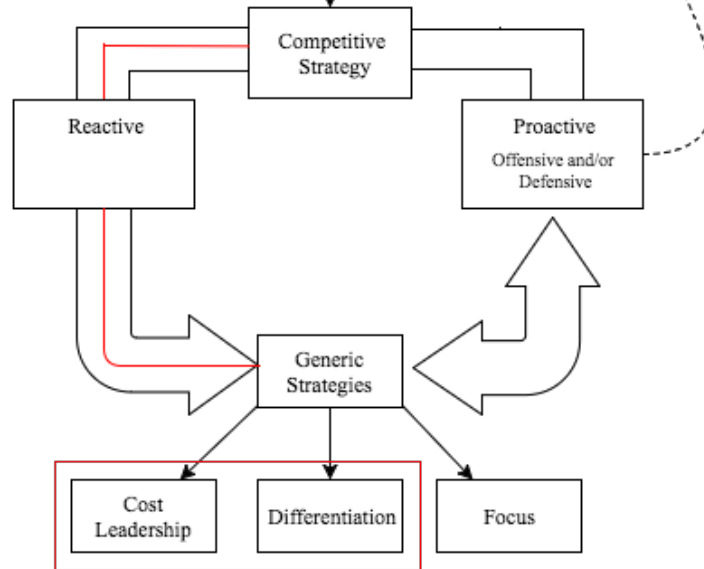 Competitive
Strategy
Reactive
Proactive
Offensive and/or
Defensive
Generic
Strategies
Cost
Leadership
Differentiation
Focus